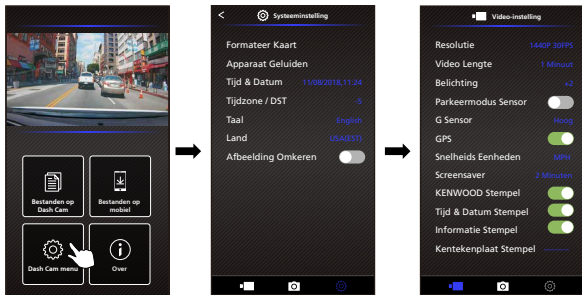 Bestanden op
Dash Cam
Bestanden op
mobiel
Dash Cam menu
Over
< Systeeminstelling
Formateer Kaart
Apparaat Geluiden
Tijd & Datum 11/08/2018,11:24
Tijdzone / DST -5
Taal English
Land USA(EST)
Afbeelding Omkeren
Video-instelling
Resolutie 1440P 30FPS
Video Lengte 1 Minuut
Belichting +2
Parkeermodus Sensor
G Sensor Hoog
GPS
Snelheids Eenheden MPH
Screensaver 2 Minuten
KENWOOD Stempel
Tijd & Datum Stempel
Informatie Stempel
Kentekenplaat Stempel